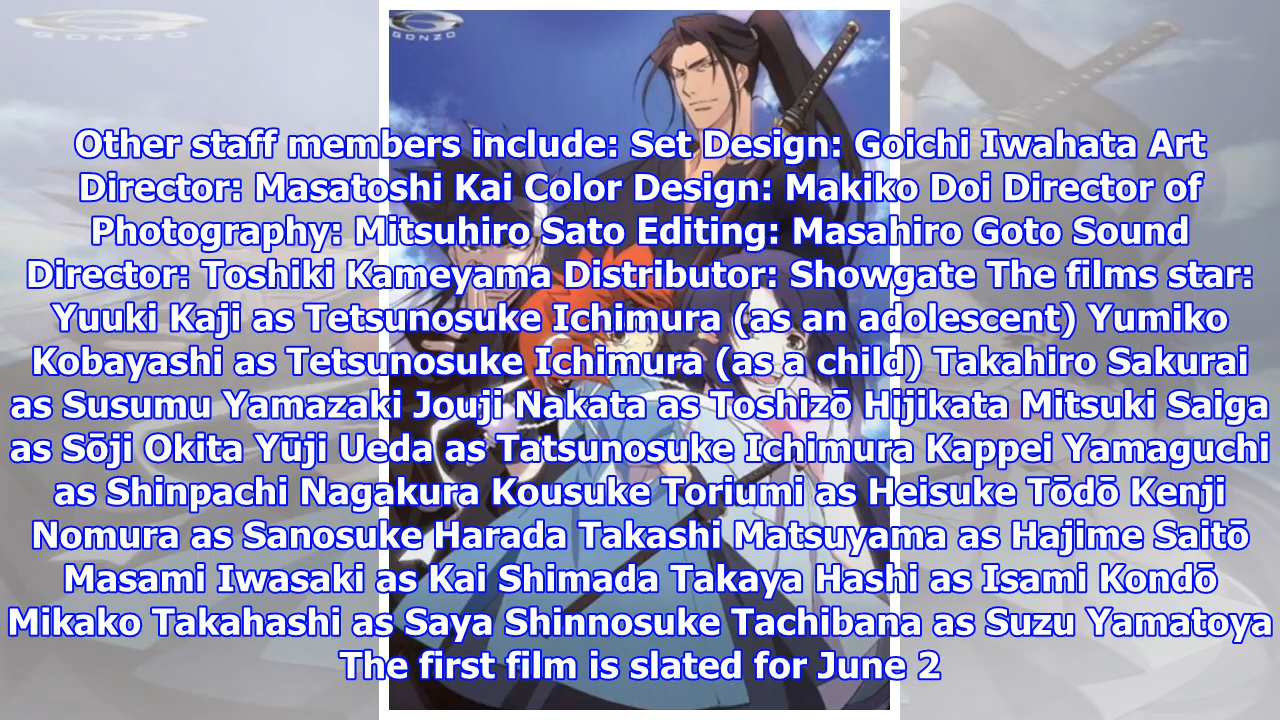 GONZO
GONZO
Other staff members include: Set Design: Goichi Iwahata Art
Director: Masatoshi Kai Color Design: Makiko Doi Director of
Photography: Mitsuhiro Sato Editing: Masahiro Goto Sound
Director: Toshiki Kameyama Distributor: Showgate The films star:
Yuuki Kaji as Tetsunosuke Ichimura (as an adolescent) Yumiko
Kobayashi as Tetsunosuke Ichimura (as a child) Takahiro Sakurai
as Susumu Yamazaki Jouji Nakata as Toshizō Hijikata Mitsuki Saiga
as Sōji Okita Yūji Ueda as Tatsunosuke Ichimura Kappei Yamaguchi
as Shinpachi Nagakura Kousuke Toriumi as Heisuke Tōdō Kenji
Nomura as Sanosuke Harada Takashi Matsuyama as Hajime Saitō
Masami Iwasaki as Kai Shimada Takaya Hashi as Isami Kondō
Mikako Takahashi as Saya Shinnosuke Tachibana as Suzu Yamatoya
The first film is slated for June 2